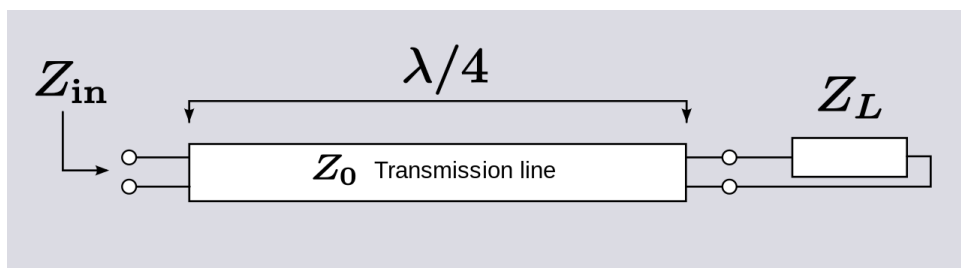 λ/4
Z_in
Z_L
Z_0 Transmission line